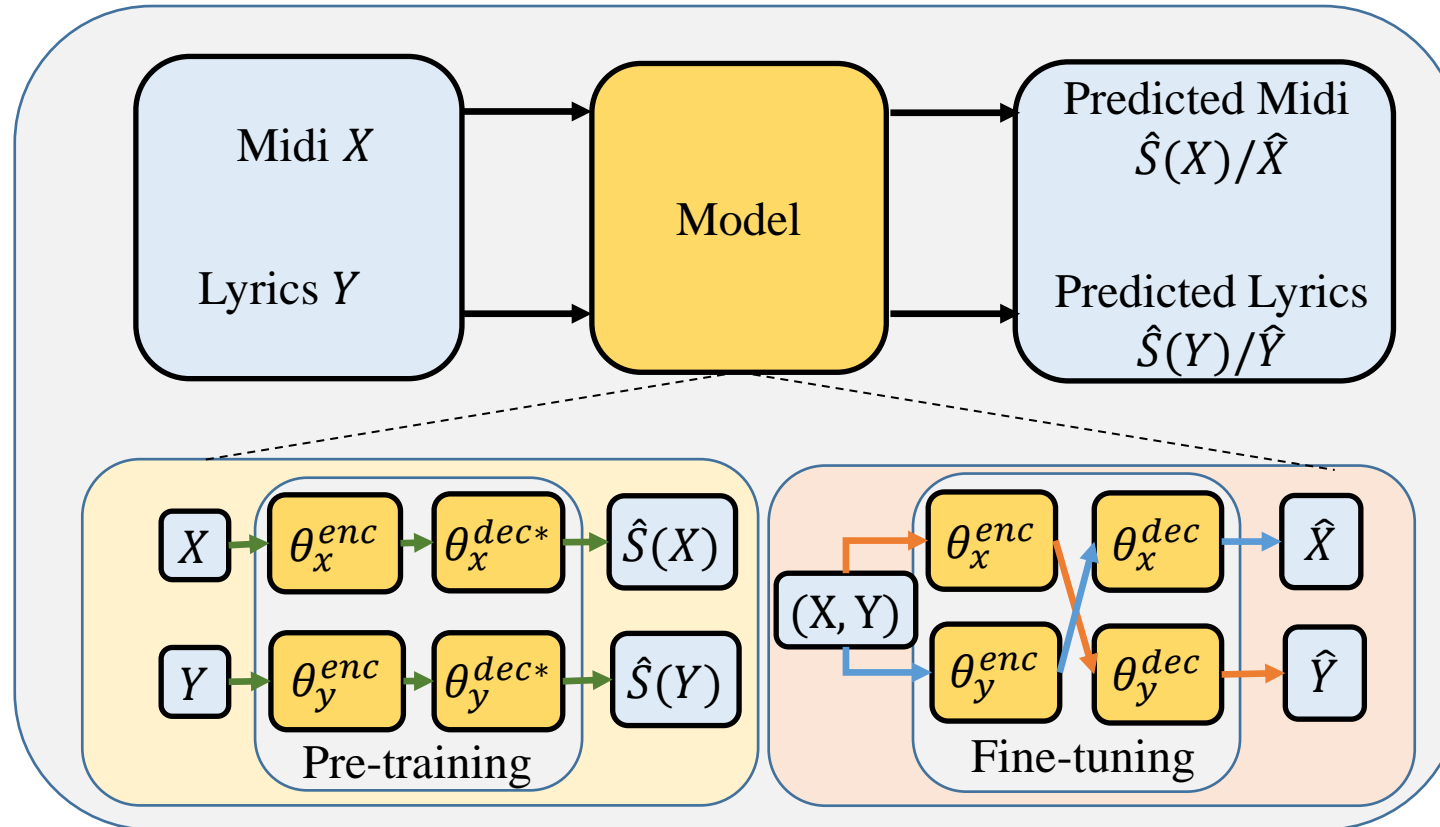 Midi X
Lyrics Y
Model
Predicted Midi
Ŝ(X)/X̂
Predicted Lyrics
Ŝ(Y)/Ŷ
X
θ_x^{enc}
θ_x^{dec*}
Ŝ(X)
Y
θ_y^{enc}
θ_y^{dec*}
Ŝ(Y)
Pre-training
(X, Y)
θ_x^{enc}
θ_x^{dec}
X̂
θ_y^{enc}
θ_y^{dec}
Ŷ
Fine-tuning